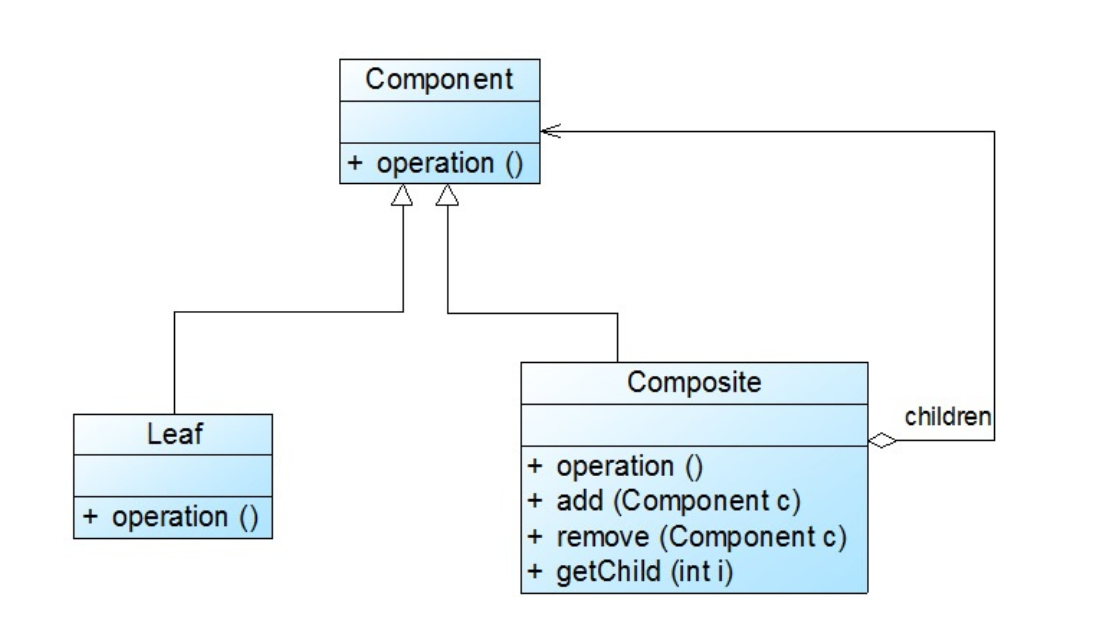 Component
+ operation ()
Leaf
+ operation ()
Composite
+ operation ()
+ add (Component c)
+ remove (Component c)
+ getChild (int i)
children